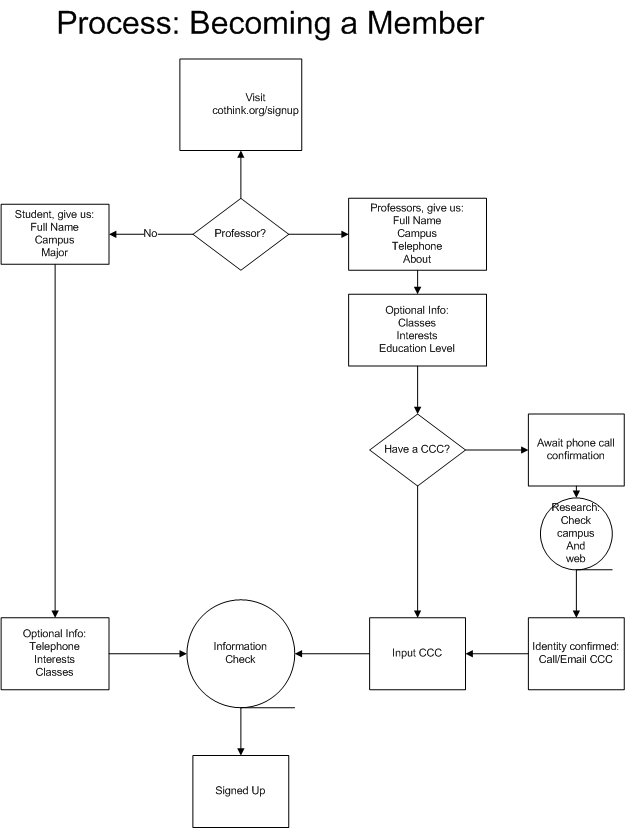 Process: Becoming a Member
Visit
cothink.org/signup
Student, give us:
Full Name
Campus
Major
No
Professor?
Professors, give us:
Full Name
Campus
Telephone
About
Optional Info:
Classes
Interests
Education Level
Have a CCC?
Await phone call
confirmation
Research:
Check
campus
And
web
Optional Info:
Telephone
Interests
Classes
Information
Check
Input CCC
Identity confirmed:
Call/Email CCC
Signed Up